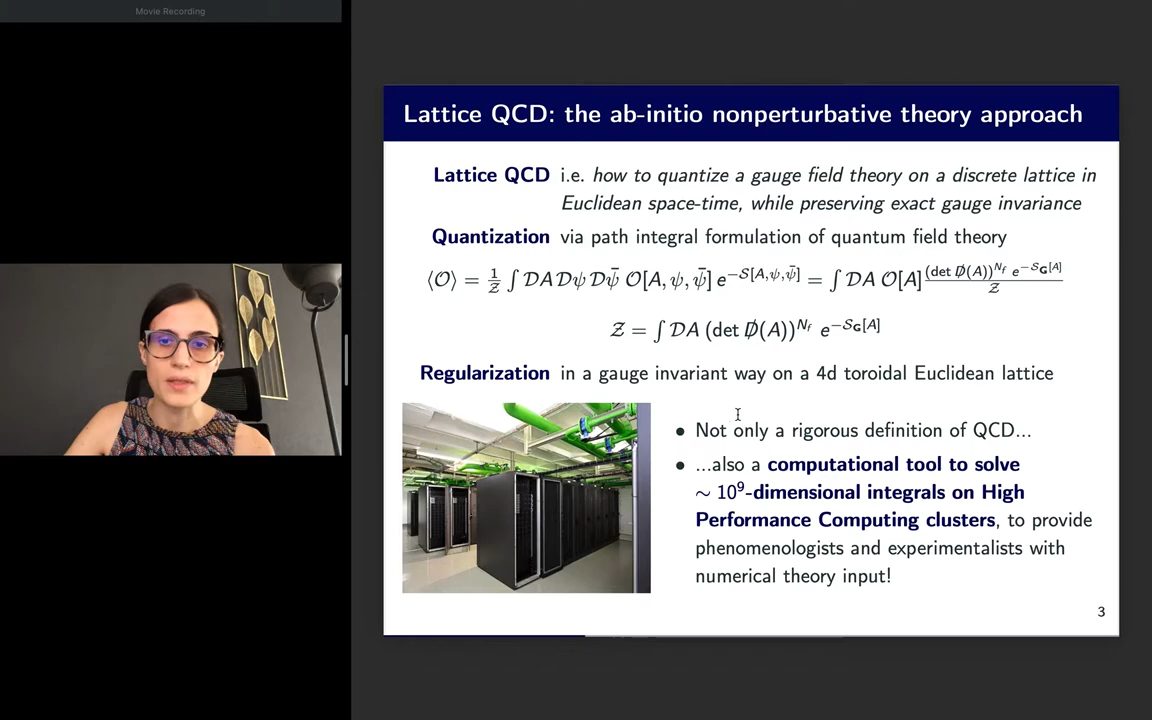 Movie Recording
Lattice QCD: the ab-initio nonperturbative theory approach
Lattice QCD i.e. how to quantize a gauge field theory on a discrete lattice in
Euclidean space-time, while preserving exact gauge invariance
Quantization via path integral formulation of quantum field theory
⟨𝒪⟩ = 1/𝒵 ∫ 𝒟A 𝒟ψ 𝒟ψ̄ 𝒪[A, ψ, ψ̄] e^{−𝒮[A,ψ,ψ̄]} = ∫ 𝒟A 𝒪[A] (det D̸(A))^{N_f} e^{−𝒮_G[A]} / 𝒵
𝒵 = ∫ 𝒟A (det D̸(A))^{N_f} e^{−𝒮_G[A]}
Regularization in a gauge invariant way on a 4d toroidal Euclidean lattice
• Not only a rigorous definition of QCD...
• ...also a computational tool to solve
∼ 10⁹-dimensional integrals on High
Performance Computing clusters, to provide
phenomenologists and experimentalists with
numerical theory input!
3